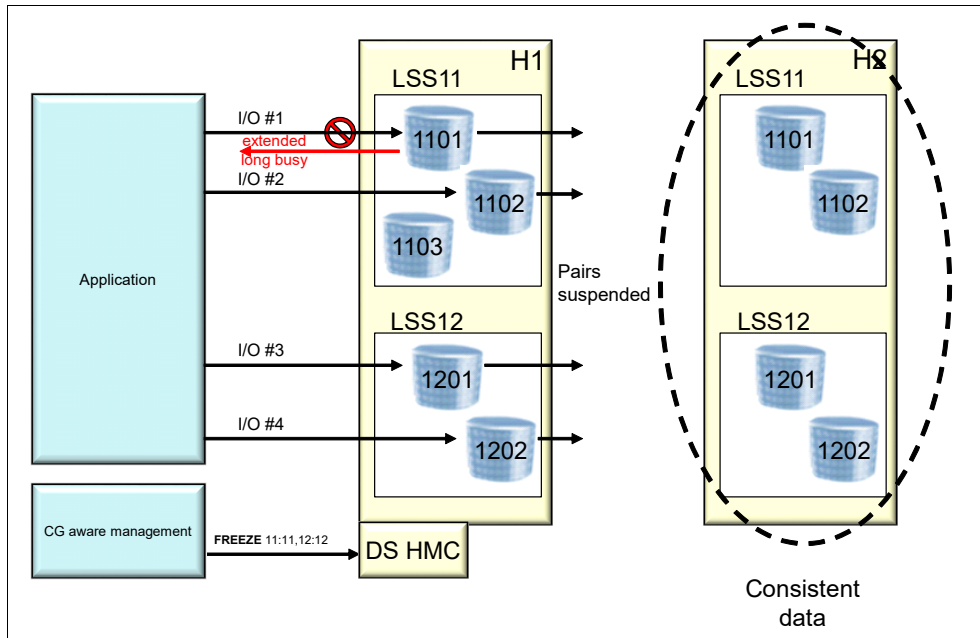 H1
H2
LSS11
LSS11
I/O #1
extended
long busy
1101
1101
I/O #2
1102
1102
1103
Application
Pairs
suspended
LSS12
LSS12
I/O #3
1201
1201
I/O #4
1202
1202
CG aware management
FREEZE 11:11,12:12
DS HMC
Consistent
data